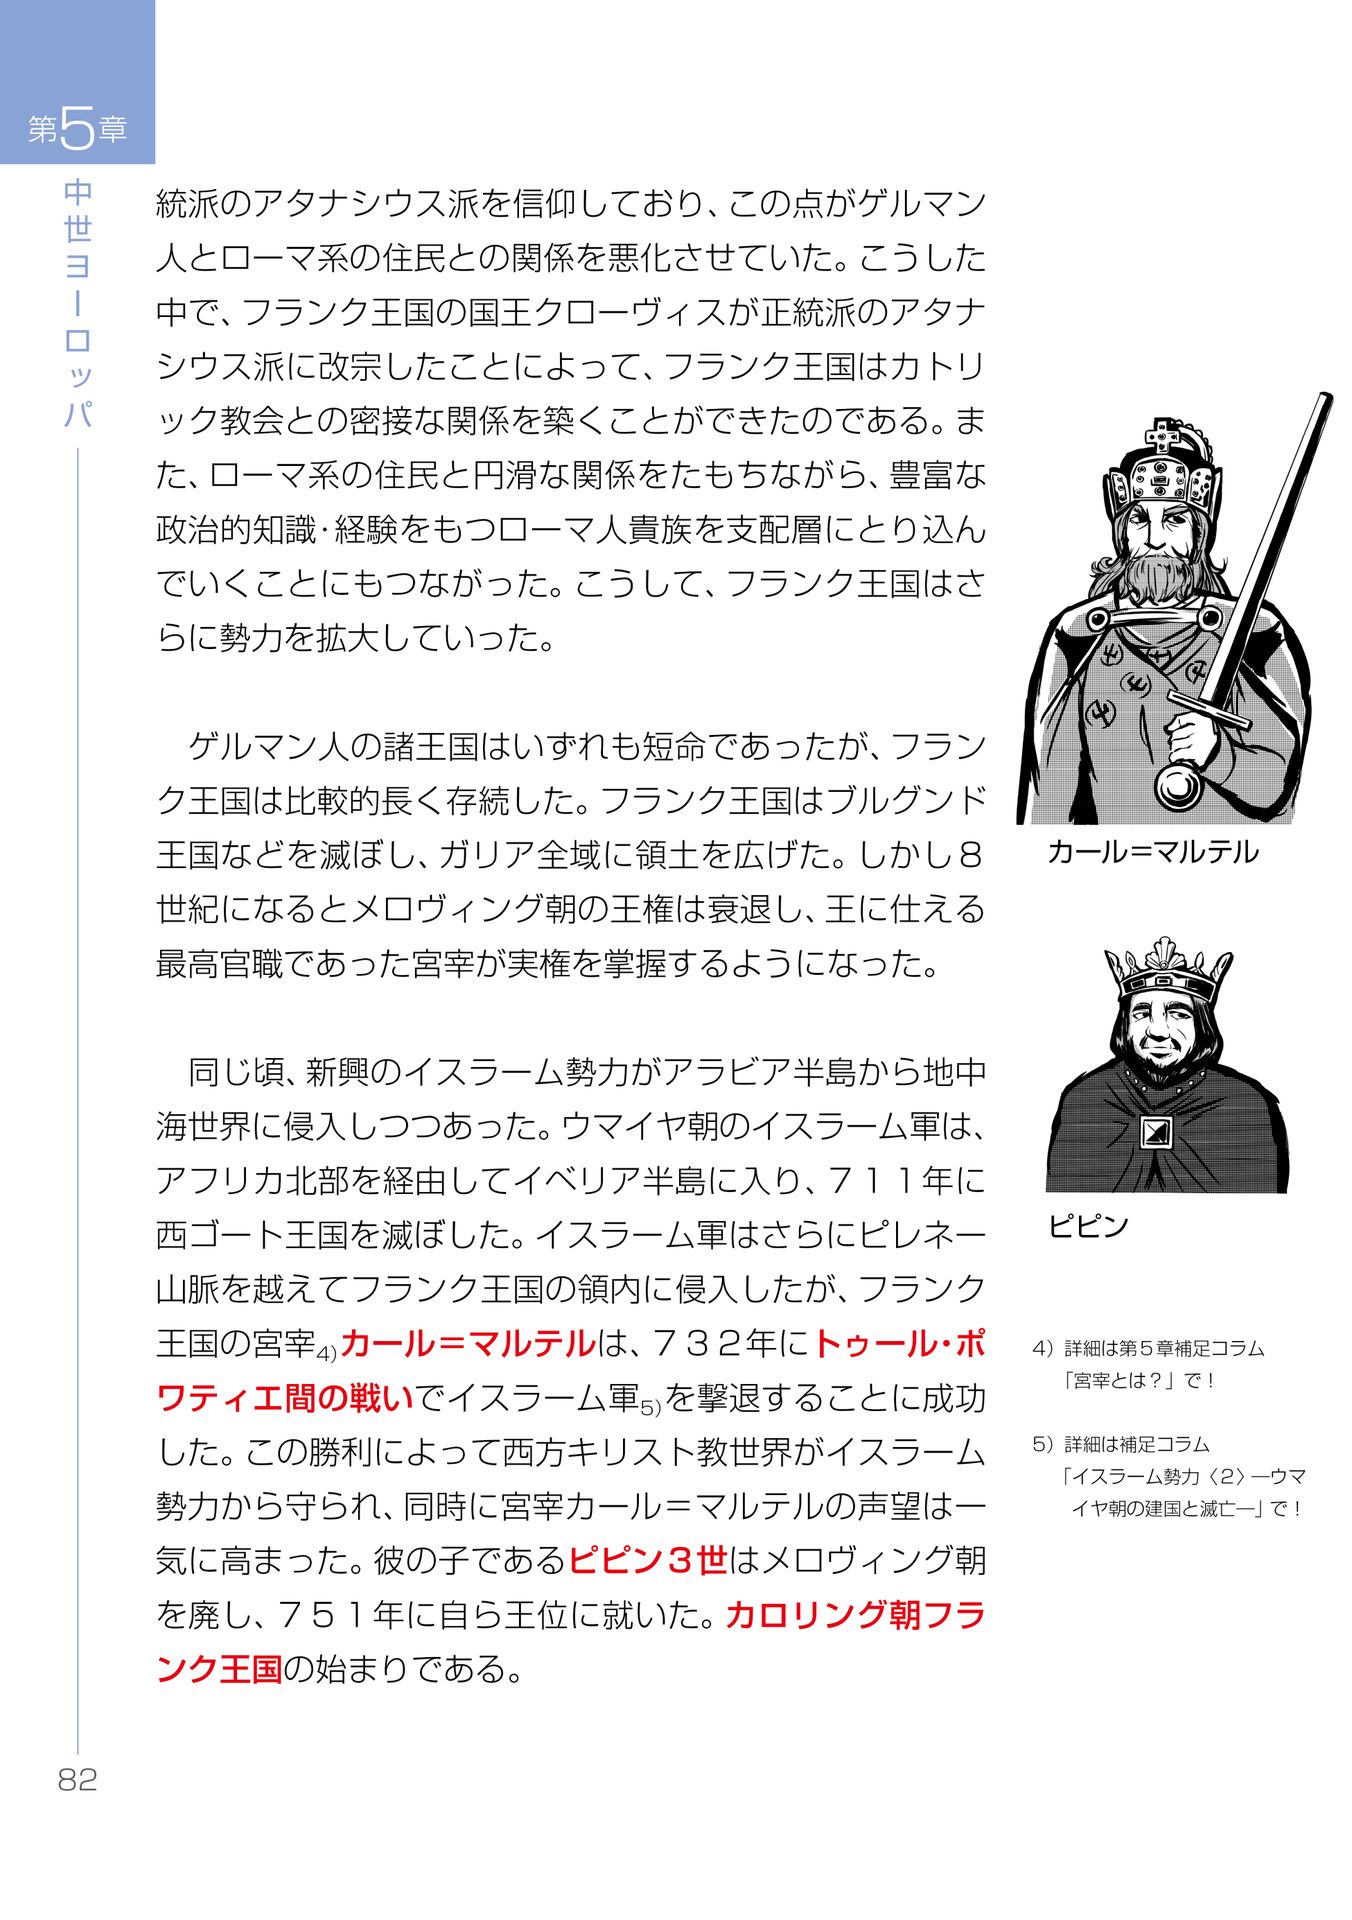 第5章
中世ヨーロッパ
統派のアタナシウス派を信仰しており、この点がゲルマン
人とローマ系の住民との関係を悪化させていた。こうした
中で、フランク王国の国王クローヴィスが正統派のアタナ
シウス派に改宗したことによって、フランク王国はカトリ
ック教会との密接な関係を築くことができたのである。ま
た、ローマ系の住民と円滑な関係をたもちながら、豊富な
政治的知識・経験をもつローマ人貴族を支配層にとり込ん
でいくことにもつながった。こうして、フランク王国はさ
らに勢力を拡大していった。
ゲルマン人の諸王国はいずれも短命であったが、フラン
ク王国は比較的長く存続した。フランク王国はブルグンド
王国などを滅ぼし、ガリア全域に領土を広げた。しかし8
世紀になるとメロヴィング朝の王権は衰退し、王に仕える
最高官職であった宮宰が実権を掌握するようになった。
同じ頃、新興のイスラーム勢力がアラビア半島から地中
海世界に侵入しつつあった。ウマイヤ朝のイスラーム軍は、
アフリカ北部を経由してイベリア半島に入り、711年に
西ゴート王国を滅ぼした。イスラーム軍はさらにピレネー
山脈を越えてフランク王国の領内に侵入したが、フランク
王国の宮宰4)カール＝マルテルは、732年にトゥール・ポ
ワティエ間の戦いでイスラーム軍5)を撃退することに成功
した。この勝利によって西方キリスト教世界がイスラーム
勢力から守られ、同時に宮宰カール＝マルテルの声望は一
気に高まった。彼の子であるピピン3世はメロヴィング朝
を廃し、751年に自ら王位に就いた。カロリング朝フラ
ンク王国の始まりである。
カール＝マルテル
ピピン
4) 詳細は第5章補足コラム
「宮宰とは？」で！
5) 詳細は補足コラム
「イスラーム勢力〈2〉―ウマ
イヤ朝の建国と滅亡―」で！
82